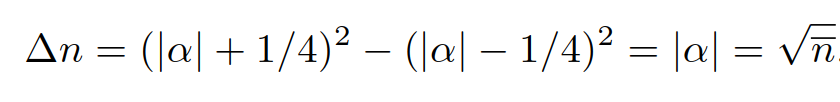 Δn = (|α| + 1/4)² − (|α| − 1/4)² = |α| = √n̅.